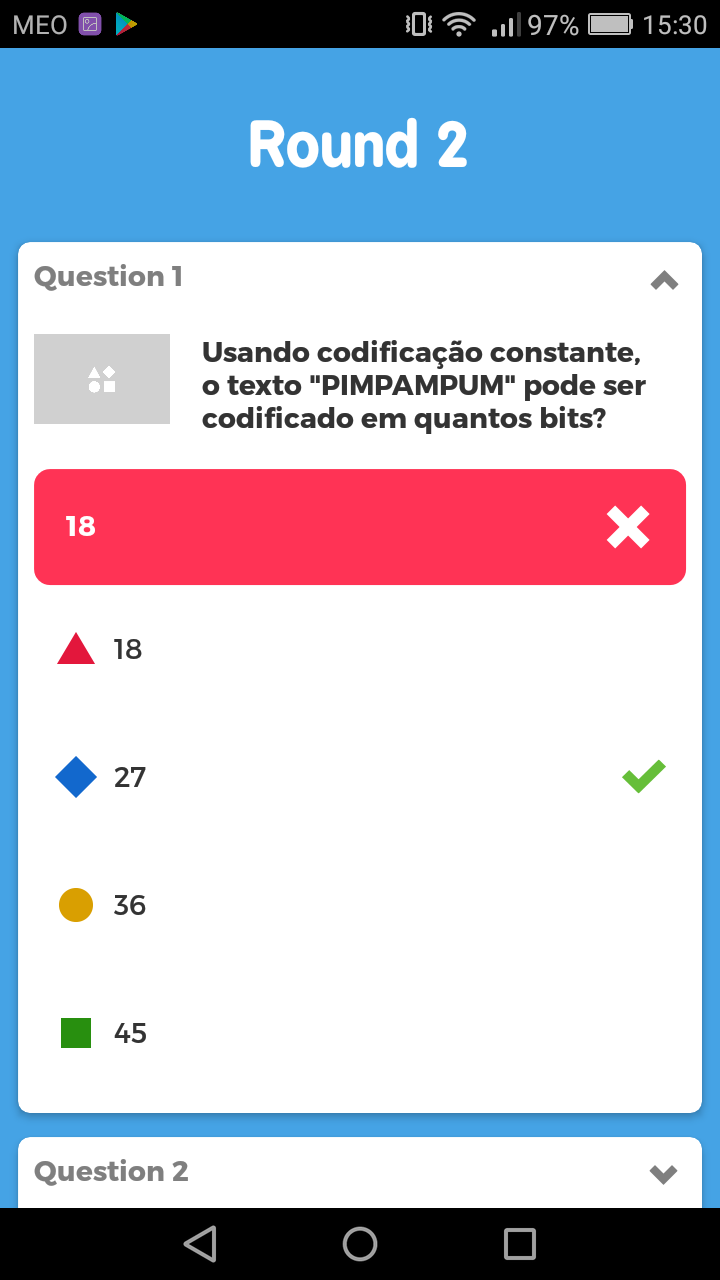 MEO 97% 15:30
Round 2
Question 1
Usando codificação constante,
o texto "PIMPAMPUM" pode ser
codificado em quantos bits?
18
18
27
36
45
Question 2